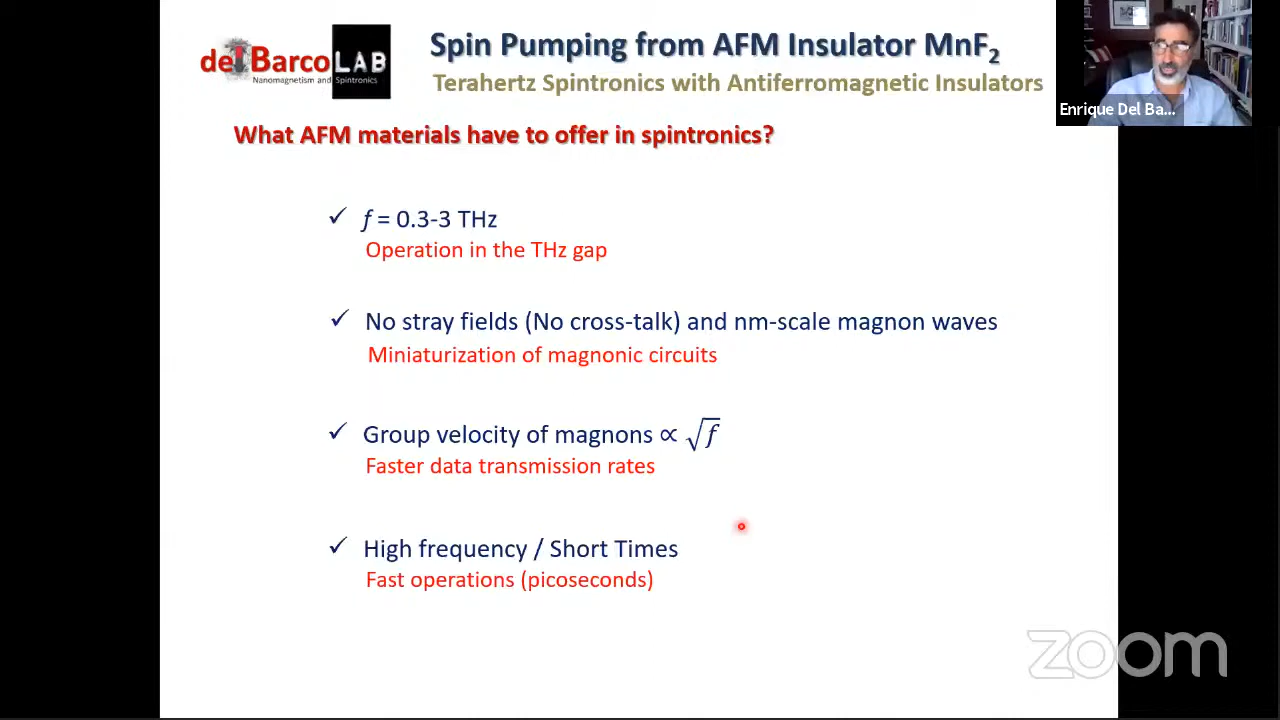 del Barco LAB
Nanomagnetism and Spintronics
Spin Pumping from AFM Insulator MnF₂
Terahertz Spintronics with Antiferromagnetic Insulators
Enrique Del Ba...
What AFM materials have to offer in spintronics?
✓ f = 0.3-3 THz
Operation in the THz gap
✓ No stray fields (No cross-talk) and nm-scale magnon waves
Miniaturization of magnonic circuits
✓ Group velocity of magnons ∝ √f
Faster data transmission rates
✓ High frequency / Short Times
Fast operations (picoseconds)
zoom